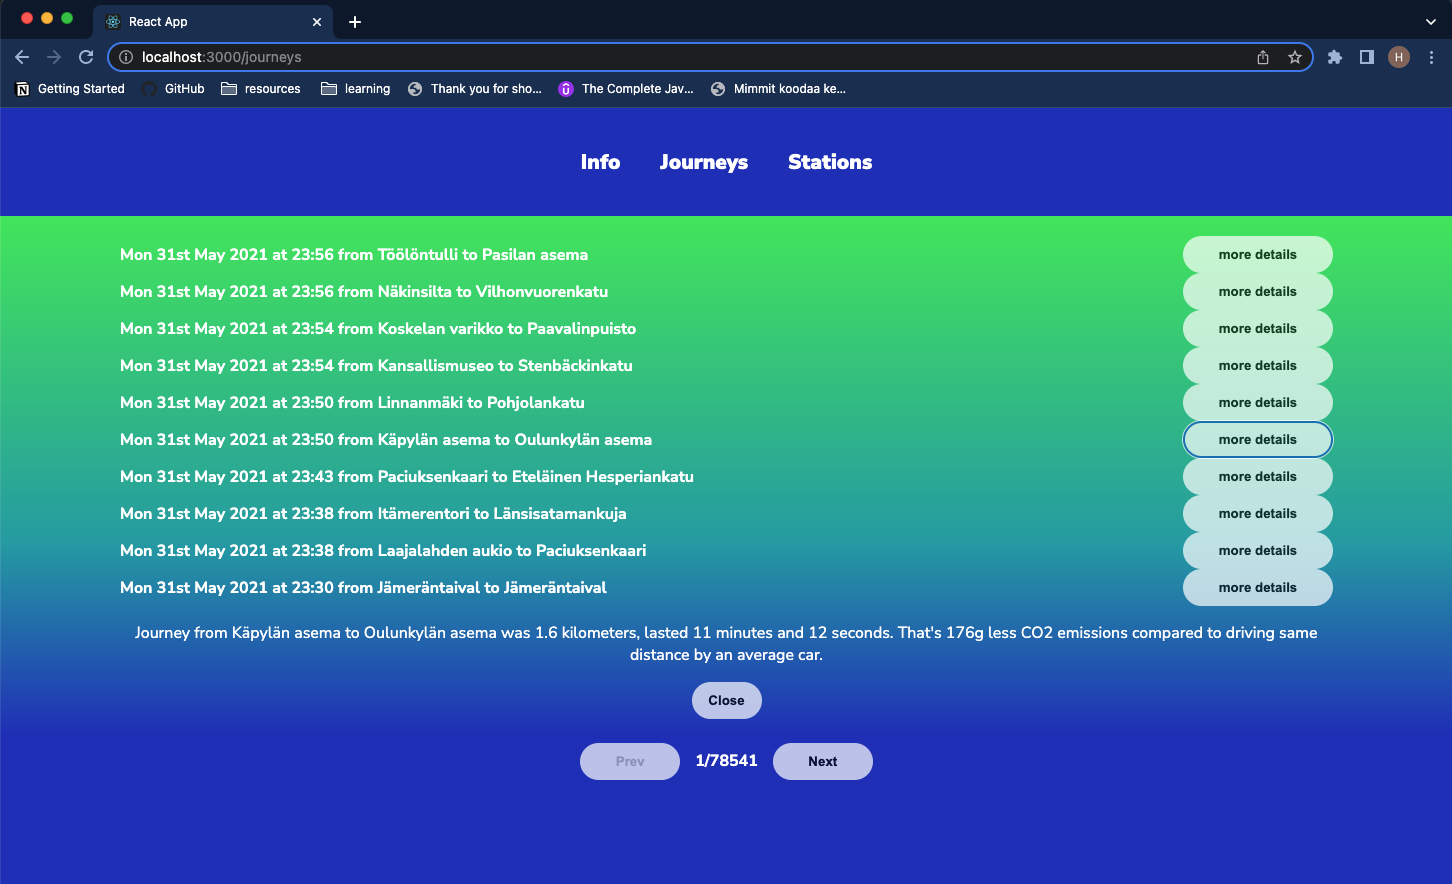 React App
localhost:3000/journeys
H
Getting Started
GitHub
resources
learning
Thank you for sho...
The Complete Jav...
Mimmit koodaa ke...
Info
Journeys
Stations
Mon 31st May 2021 at 23:56 from Töölöntulli to Pasilan asema more details
Mon 31st May 2021 at 23:56 from Näkinsilta to Vilhonvuorenkatu more details
Mon 31st May 2021 at 23:54 from Koskelan varikko to Paavalinpuisto more details
Mon 31st May 2021 at 23:54 from Kansallismuseo to Stenbäckinkatu more details
Mon 31st May 2021 at 23:50 from Linnanmäki to Pohjolankatu more details
Mon 31st May 2021 at 23:50 from Käpylän asema to Oulunkylän asema more details
Mon 31st May 2021 at 23:43 from Paciuksenkaari to Eteläinen Hesperiankatu more details
Mon 31st May 2021 at 23:38 from Itämerentori to Länsisatamankuja more details
Mon 31st May 2021 at 23:38 from Laajalahden aukio to Paciuksenkaari more details
Mon 31st May 2021 at 23:30 from Jämeräntaival to Jämeräntaival more details
Journey from Käpylän asema to Oulunkylän asema was 1.6 kilometers, lasted 11 minutes and 12 seconds. That's 176g less CO2 emissions compared to driving same
distance by an average car.
Close
Prev 1/78541 Next